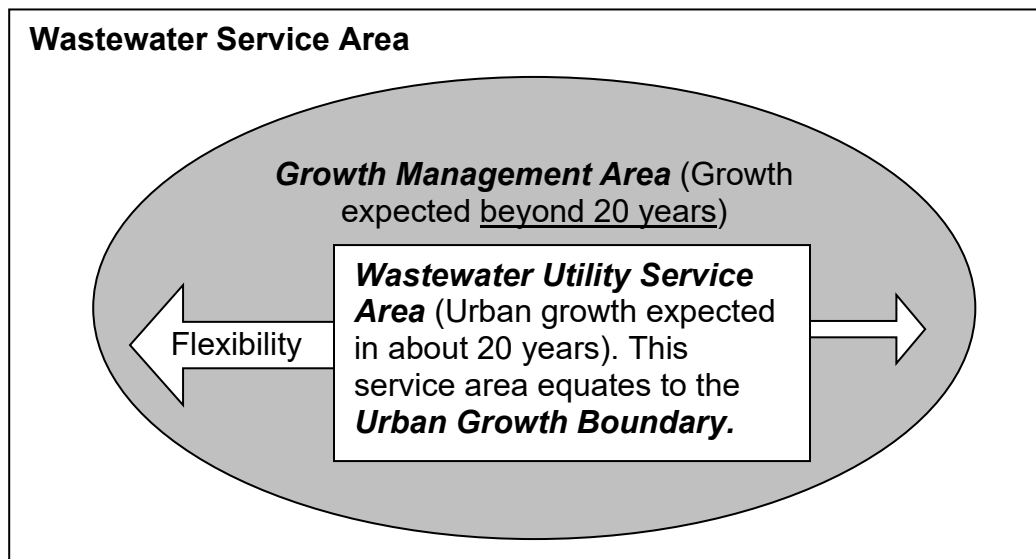 Wastewater Service Area
Growth Management Area (Growth
expected beyond 20 years)
Wastewater Utility Service
Area (Urban growth expected
in about 20 years). This
service area equates to the
Urban Growth Boundary.
Flexibility